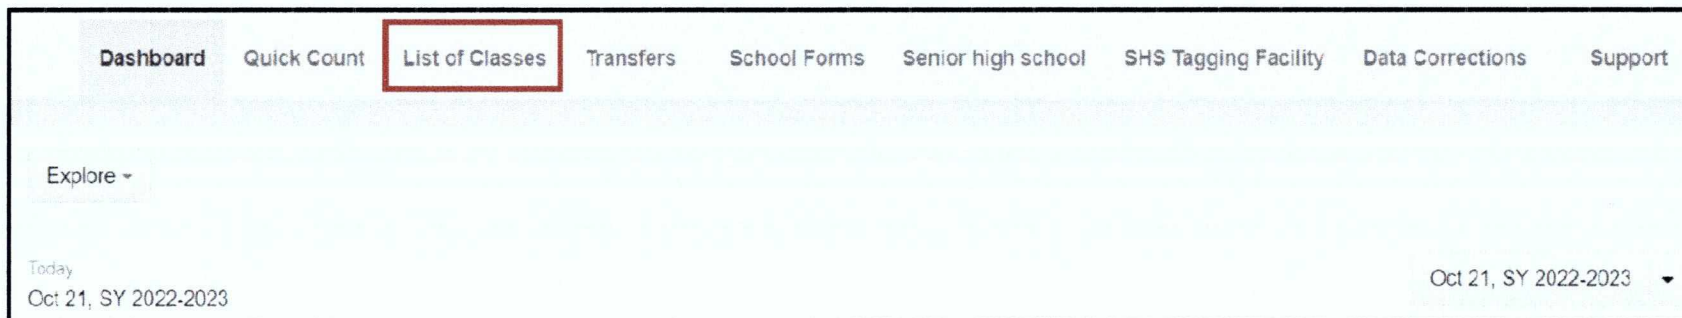 Dashboard Quick Count List of Classes Transfers School Forms Senior high school SHS Tagging Facility Data Corrections Support
Explore
Today
Oct 21, SY 2022-2023
Oct 21, SY 2022-2023